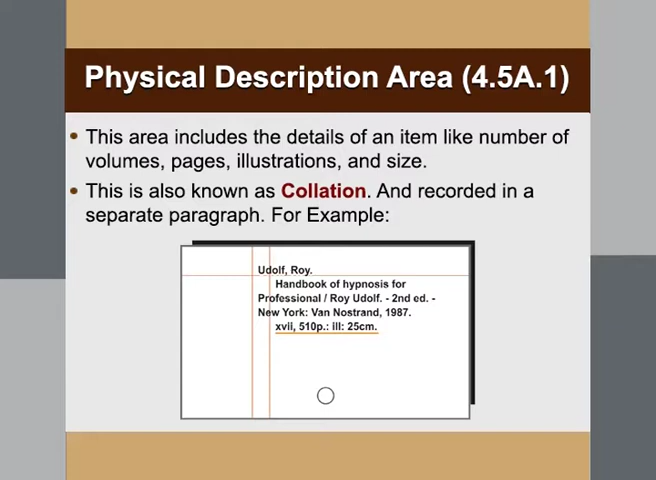 Physical Description Area (4.5A.1)
• This area includes the details of an item like number of
volumes, pages, illustrations, and size.
• This is also known as Collation. And recorded in a
separate paragraph. For Example:
Udolf, Roy.
Handbook of hypnosis for
Professional / Roy Udolf. - 2nd ed. -
New York: Van Nostrand, 1987.
xvii, 510p.: ill: 25cm.